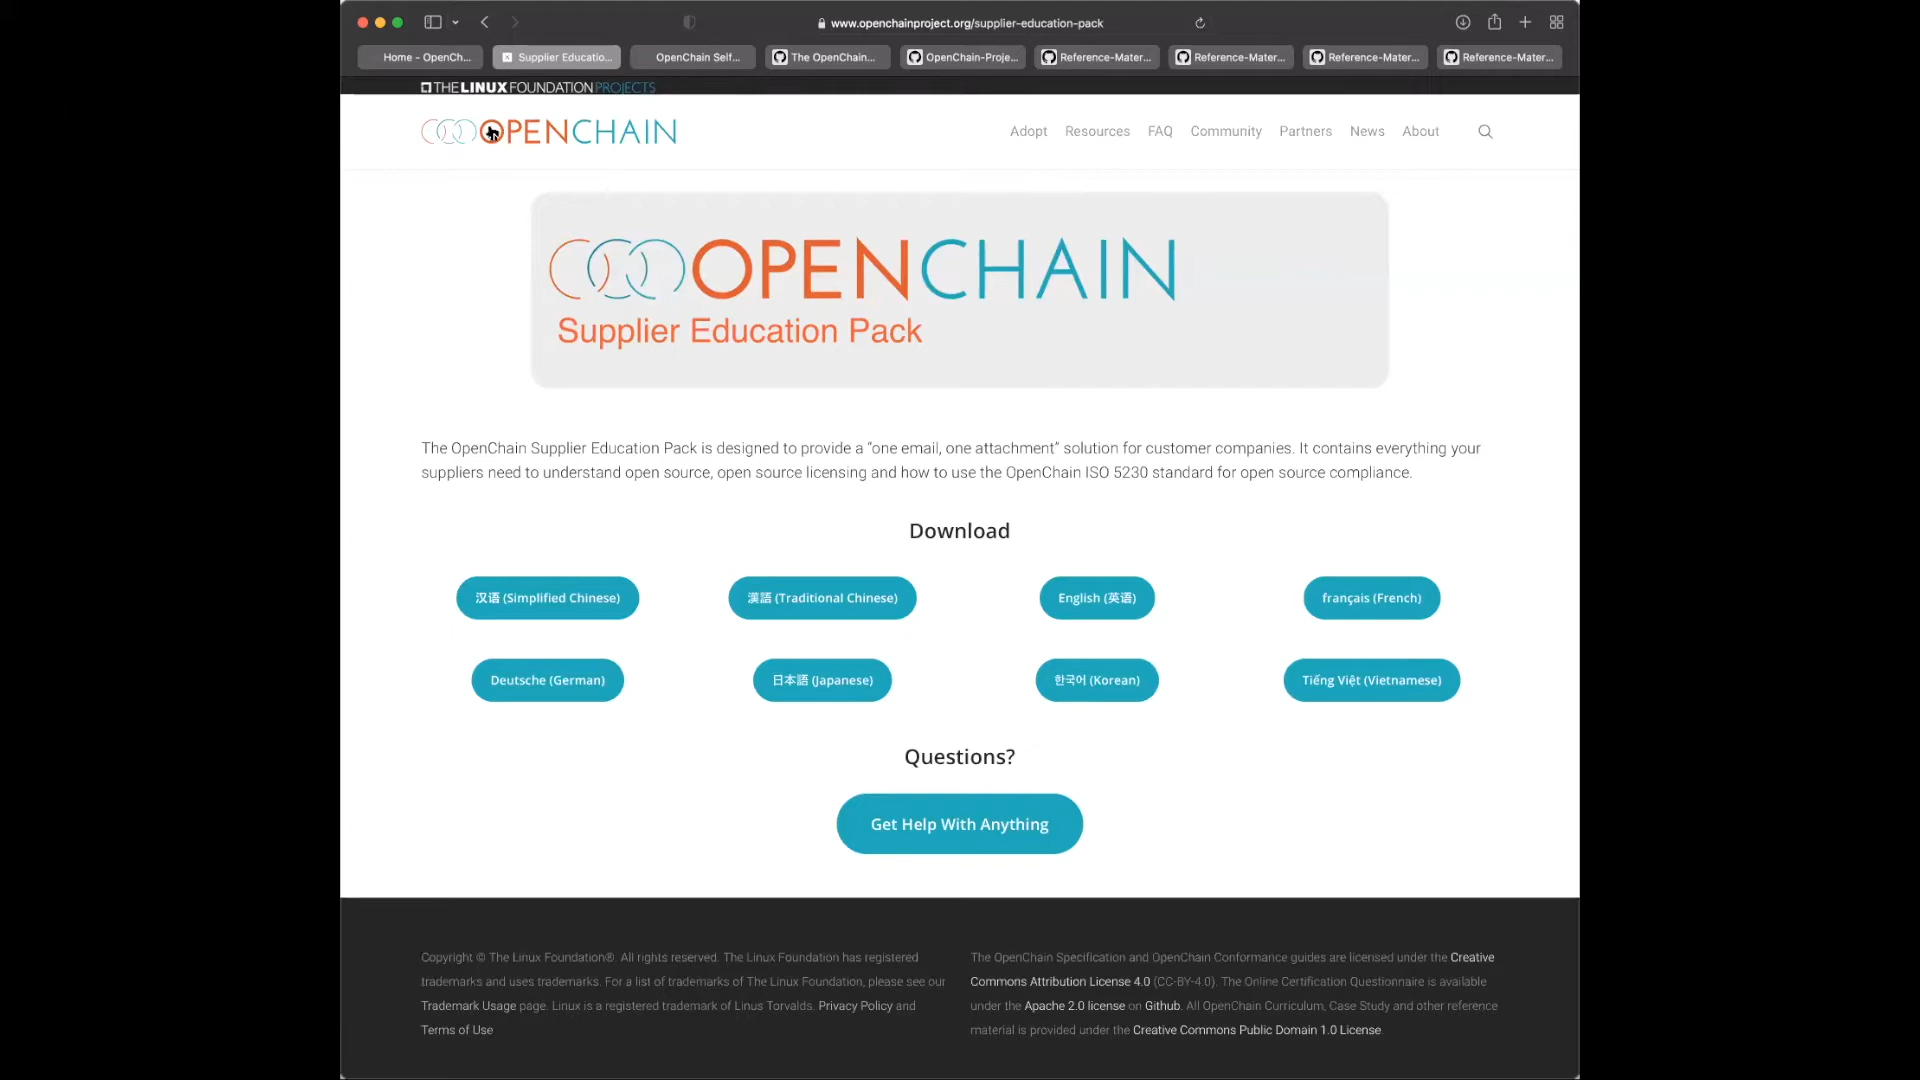 www.openchainproject.org/supplier-education-pack
Home - OpenCh...
Supplier Educatio...
OpenChain Self...
The OpenChain...
OpenChain-Proje...
Reference-Mater...
Reference-Mater...
Reference-Mater...
Reference-Mater...
THE LINUX FOUNDATION PROJECTS
OPENCHAIN
Adopt
Resources
FAQ
Community
Partners
News
About
OPENCHAIN
Supplier Education Pack
The OpenChain Supplier Education Pack is designed to provide a “one email, one attachment” solution for customer companies. It contains everything your
suppliers need to understand open source, open source licensing and how to use the OpenChain ISO 5230 standard for open source compliance.
Download
汉语 (Simplified Chinese)
漢語 (Traditional Chinese)
English (英语)
français (French)
Deutsche (German)
日本語 (Japanese)
한국어 (Korean)
Tiếng Việt (Vietnamese)
Questions?
Get Help With Anything
Copyright © The Linux Foundation®. All rights reserved. The Linux Foundation has registered
trademarks and uses trademarks. For a list of trademarks of The Linux Foundation, please see our
Trademark Usage page. Linux is a registered trademark of Linus Torvalds. Privacy Policy and
Terms of Use
The OpenChain Specification and OpenChain Conformance guides are licensed under the Creative
Commons Attribution License 4.0 (CC-BY-4.0). The Online Certification Questionnaire is available
under the Apache 2.0 license on Github. All OpenChain Curriculum, Case Study and other reference
material is provided under the Creative Commons Public Domain 1.0 License.